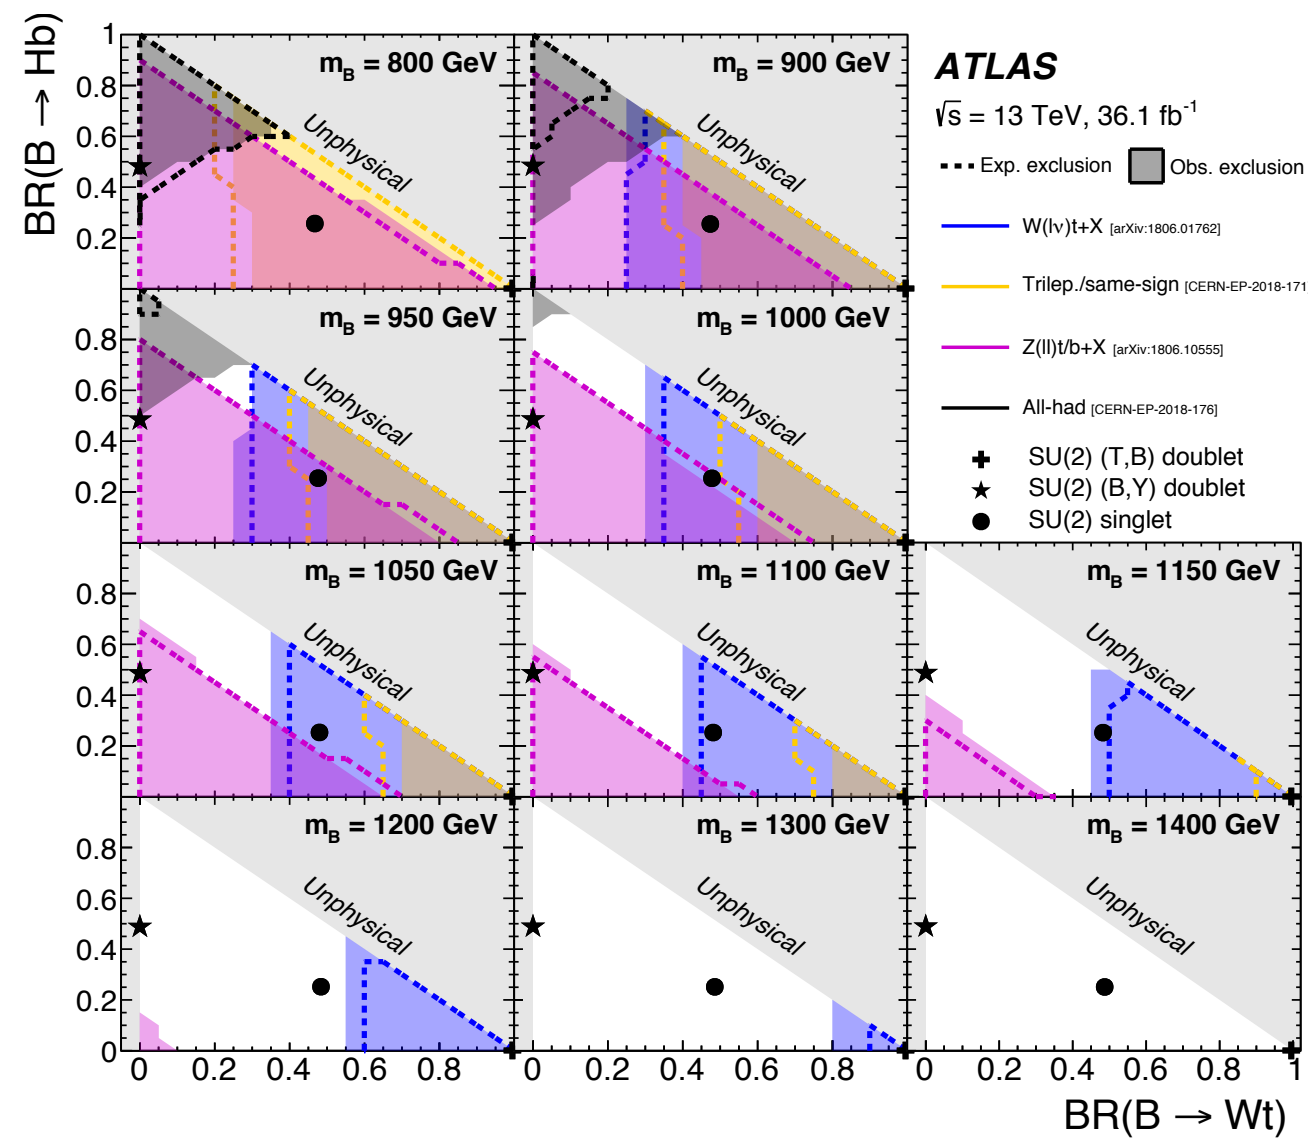 BR(B → Hb)
1
0.8
0.6
0.4
0.2
m_B = 800 GeV
Unphysical
m_B = 900 GeV
Unphysical
ATLAS
√s = 13 TeV, 36.1 fb⁻¹
Exp. exclusion
Obs. exclusion
W(lν)t+X [arXiv:1806.01762]
Trilep./same-sign [CERN-EP-2018-171
Z(ll)t/b+X [arXiv:1806.10555]
All-had [CERN-EP-2018-176]
SU(2) (T,B) doublet
SU(2) (B,Y) doublet
SU(2) singlet
0.8
0.6
0.4
0.2
m_B = 950 GeV
Unphysical
m_B = 1000 GeV
Unphysical
0.8
0.6
0.4
0.2
m_B = 1050 GeV
Unphysical
m_B = 1100 GeV
Unphysical
m_B = 1150 GeV
Unphysical
0.8
0.6
0.4
0.2
0
m_B = 1200 GeV
Unphysical
m_B = 1300 GeV
Unphysical
m_B = 1400 GeV
Unphysical
0 0.2 0.4 0.6 0.8
0 0.2 0.4 0.6 0.8
0 0.2 0.4 0.6 0.8 1
BR(B → Wt)